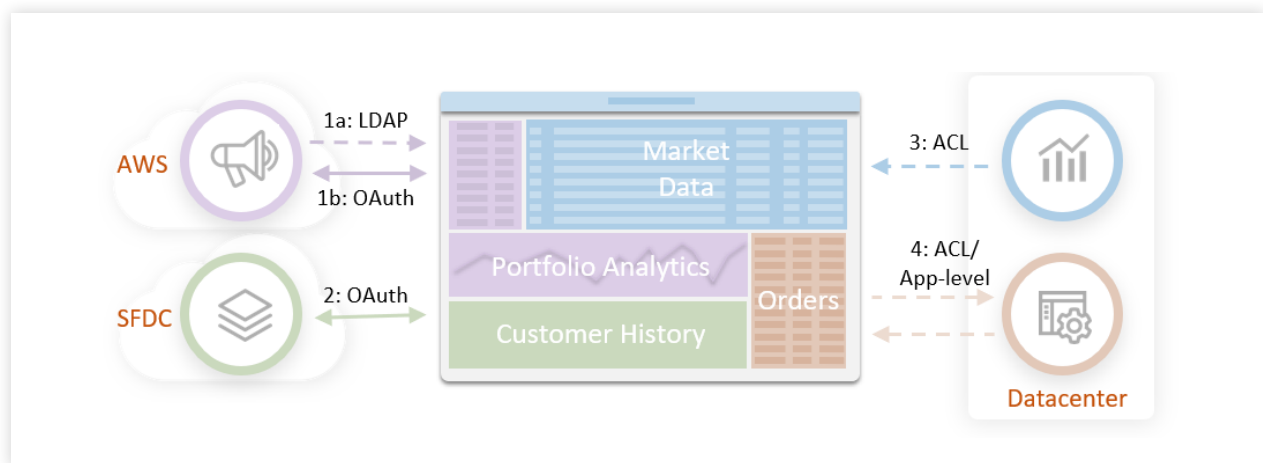 AWS
1a: LDAP
1b: OAuth
SFDC
2: OAuth
Market
Data
Portfolio Analytics
Customer History
Orders
3: ACL
4: ACL/
App-level
Datacenter